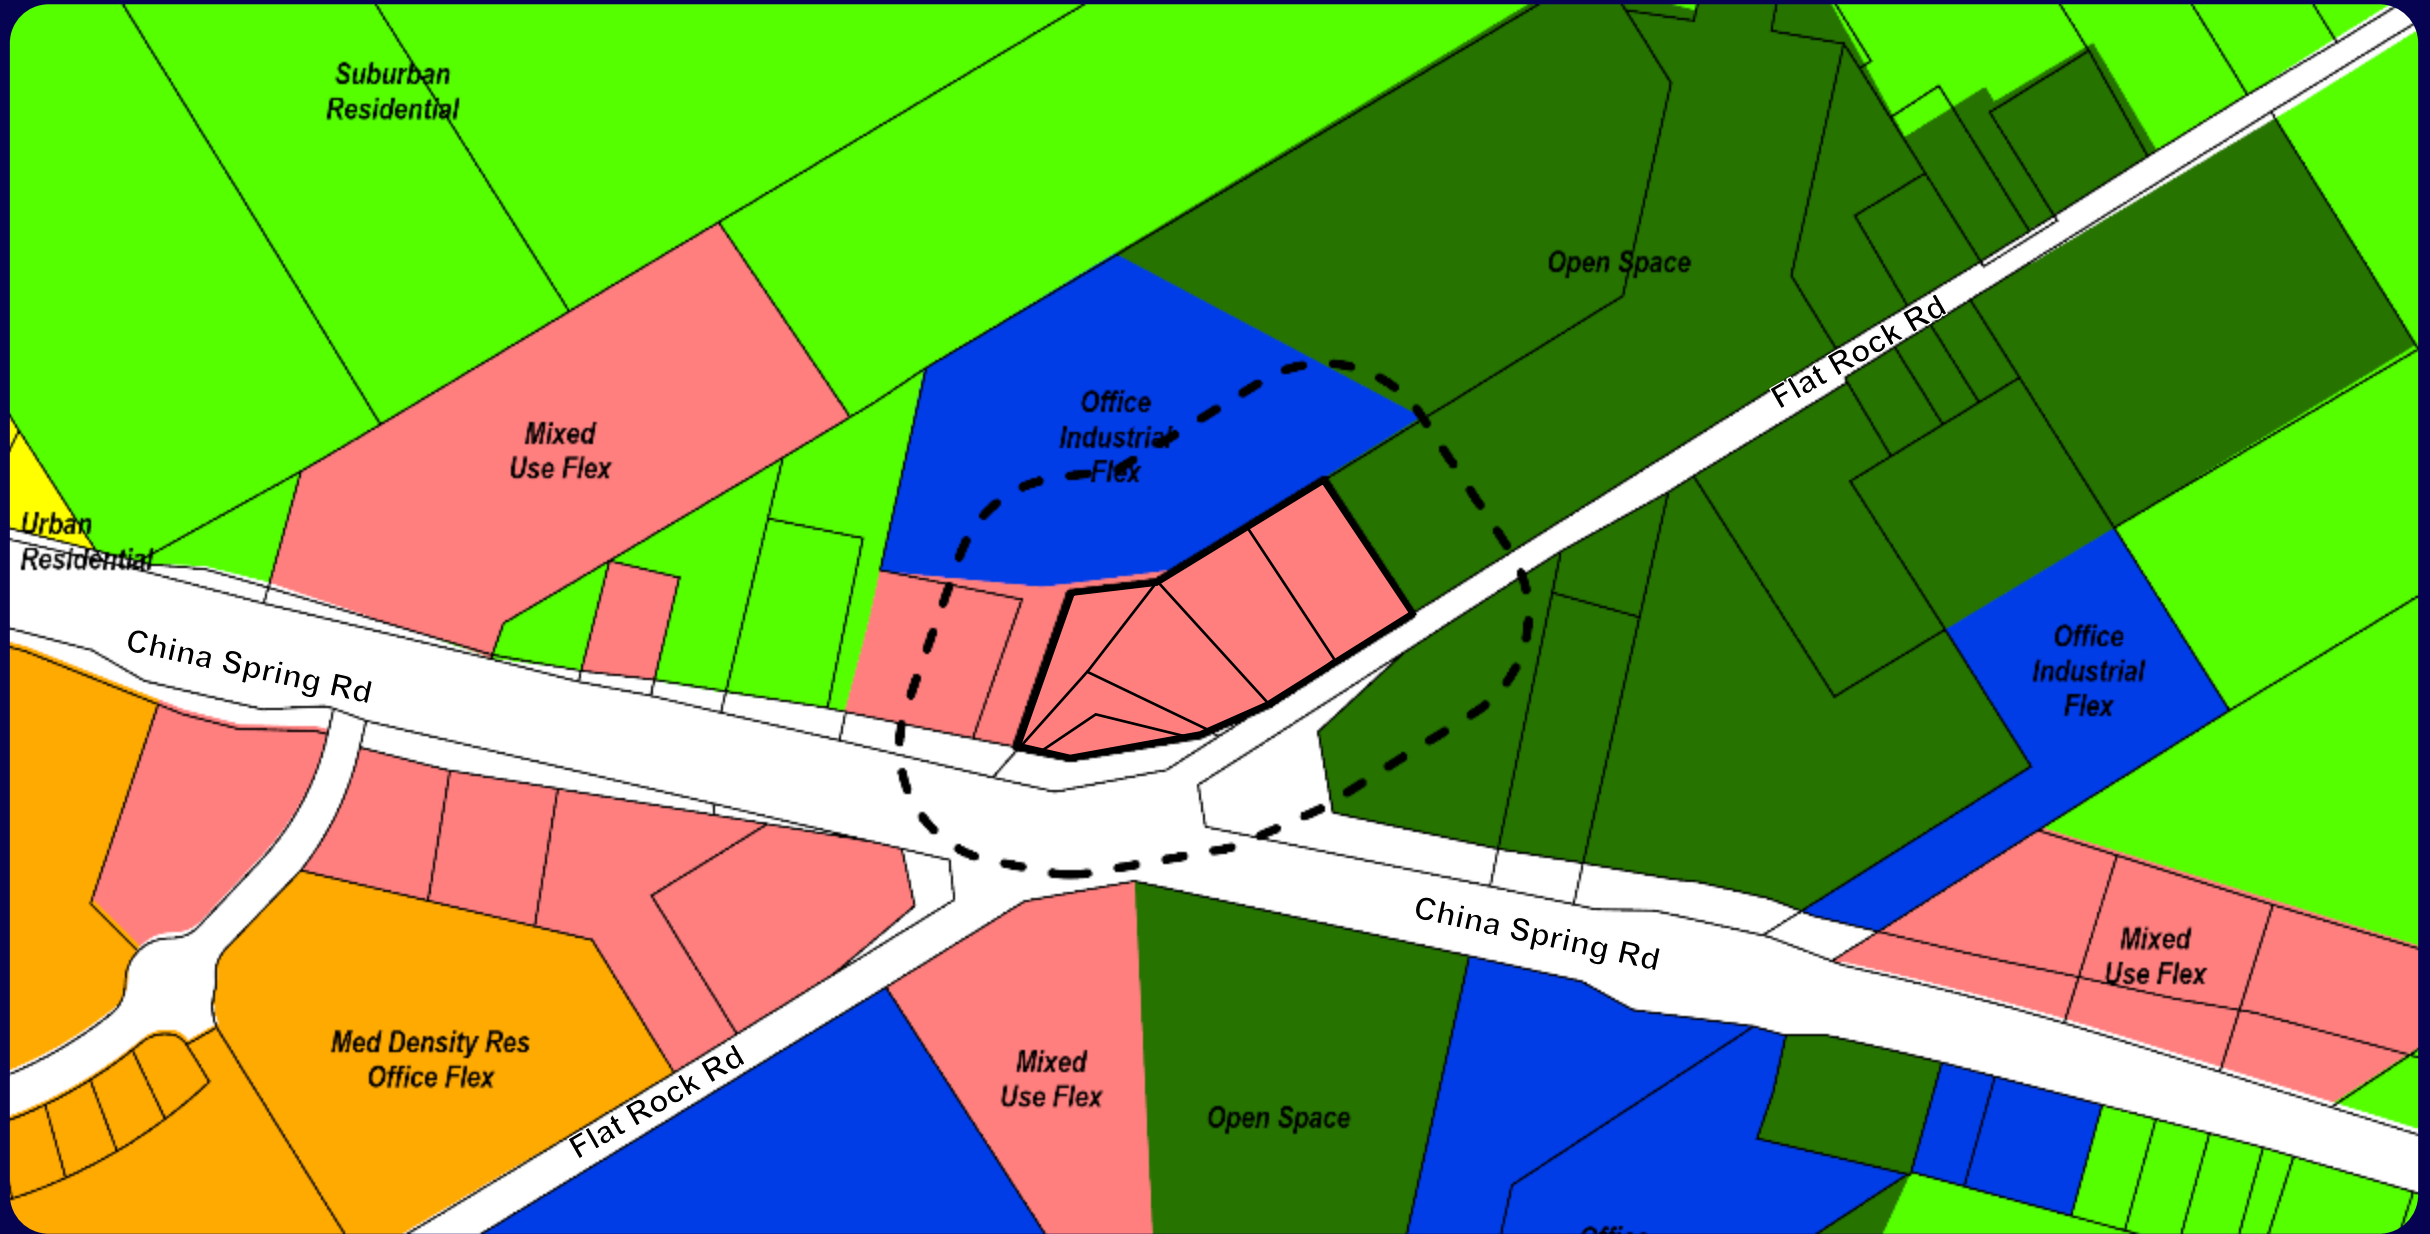 Suburban
Residential
Open Space
Flat Rock Rd
Office
Industrial
Flex
Mixed
Use Flex
Urban
Residential
China Spring Rd
Office
Industrial
Flex
China Spring Rd
Mixed
Use Flex
Med Density Res
Office Flex
Flat Rock Rd
Mixed
Use Flex
Open Space